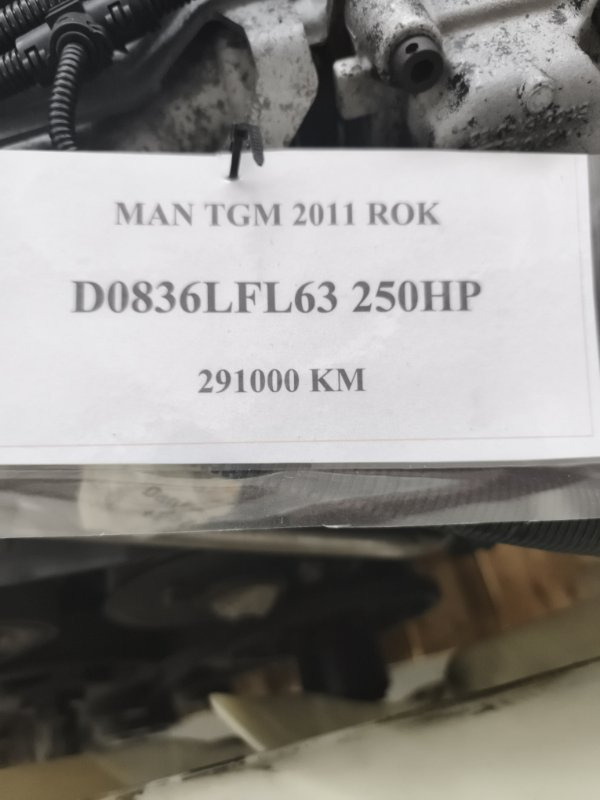 MAN TGM 2011 ROK
D0836LFL63 250HP
291000 KM